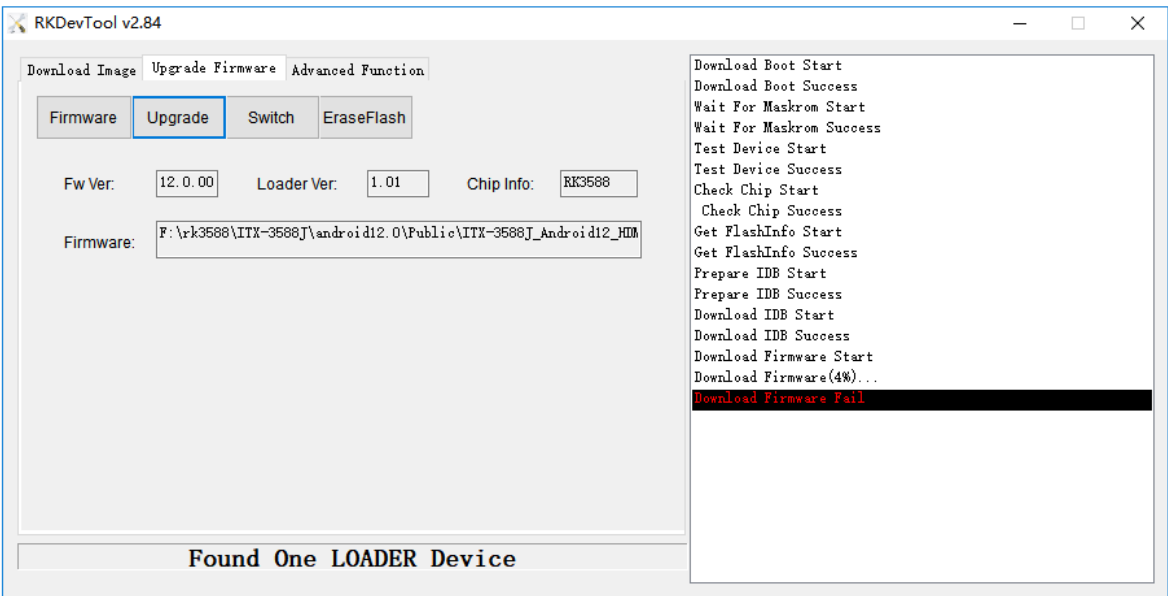 RKDevTool v2.84
Download Image Upgrade Firmware Advanced Function
Firmware Upgrade Switch EraseFlash
Fw Ver: 12.0.00 Loader Ver: 1.01 Chip Info: RK3588
Firmware: F:\rk3588\ITX-3588J\android12.0\Public\ITX-3588J_Android12_HDM
Found One LOADER Device
Download Boot Start
Download Boot Success
Wait For Maskrom Start
Wait For Maskrom Success
Test Device Start
Test Device Success
Check Chip Start
Check Chip Success
Get FlashInfo Start
Get FlashInfo Success
Prepare IDB Start
Prepare IDB Success
Download IDB Start
Download IDB Success
Download Firmware Start
Download Firmware(4%)...
Download Firmware Fail